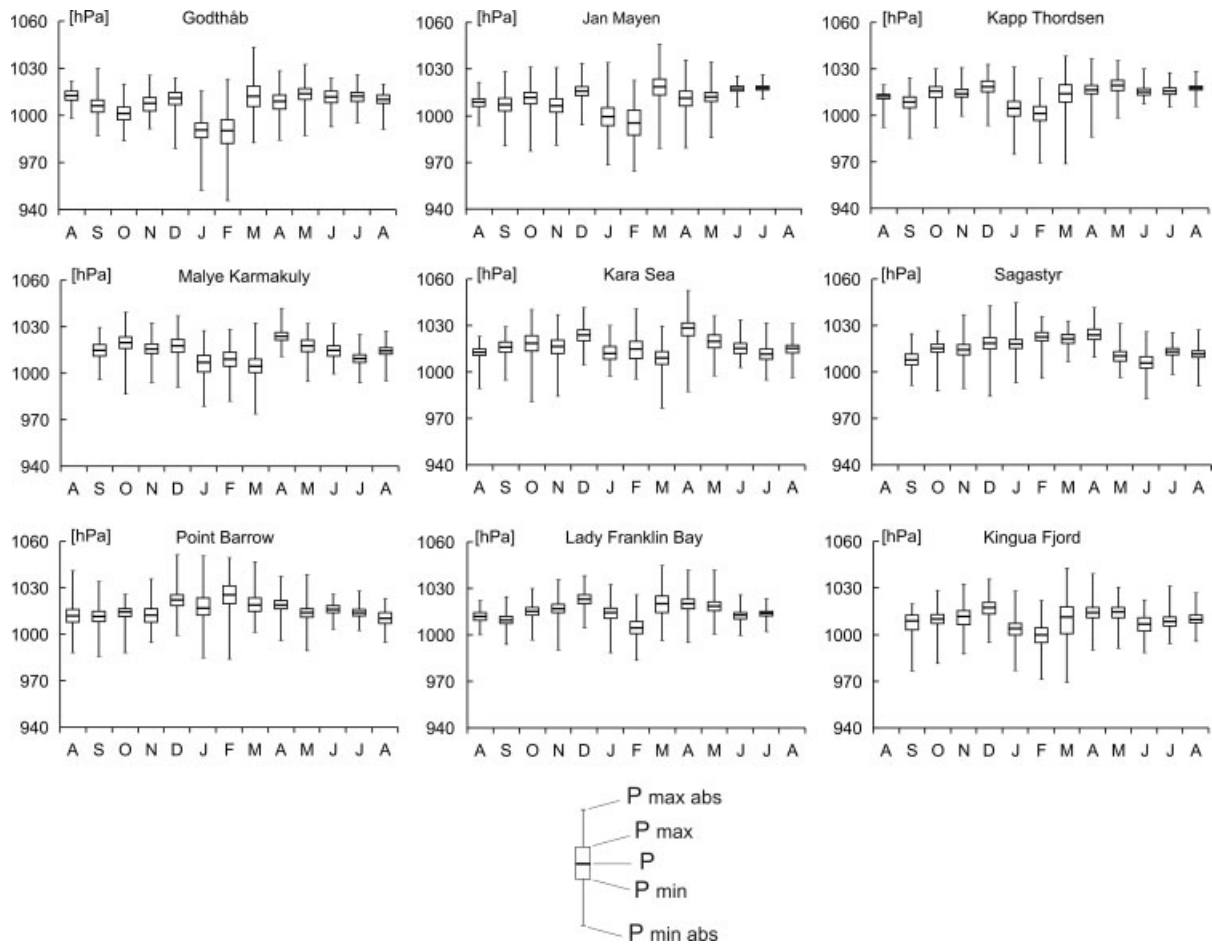 [hPa] Godthåb
1060
1030
1000
970
940
A S O N D J F M A M J J A
[hPa] Jan Mayen
1060
1030
1000
970
940
A S O N D J F M A M J J A
[hPa] Kapp Thordsen
1060
1030
1000
970
940
A S O N D J F M A M J J A
[hPa] Malye Karmakuly
1060
1030
1000
970
940
A S O N D J F M A M J J A
[hPa] Kara Sea
1060
1030
1000
970
940
A S O N D J F M A M J J A
[hPa] Sagastyr
1060
1030
1000
970
940
A S O N D J F M A M J J A
[hPa] Point Barrow
1060
1030
1000
970
940
A S O N D J F M A M J J A
[hPa] Lady Franklin Bay
1060
1030
1000
970
940
A S O N D J F M A M J J A
[hPa] Kingua Fjord
1060
1030
1000
970
940
A S O N D J F M A M J J A
P max abs
P max
P
P min
P min abs